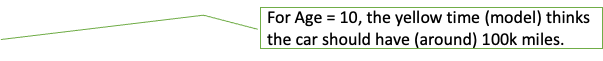 For Age = 10, the yellow time (model) thinks
the car should have (around) 100k miles.